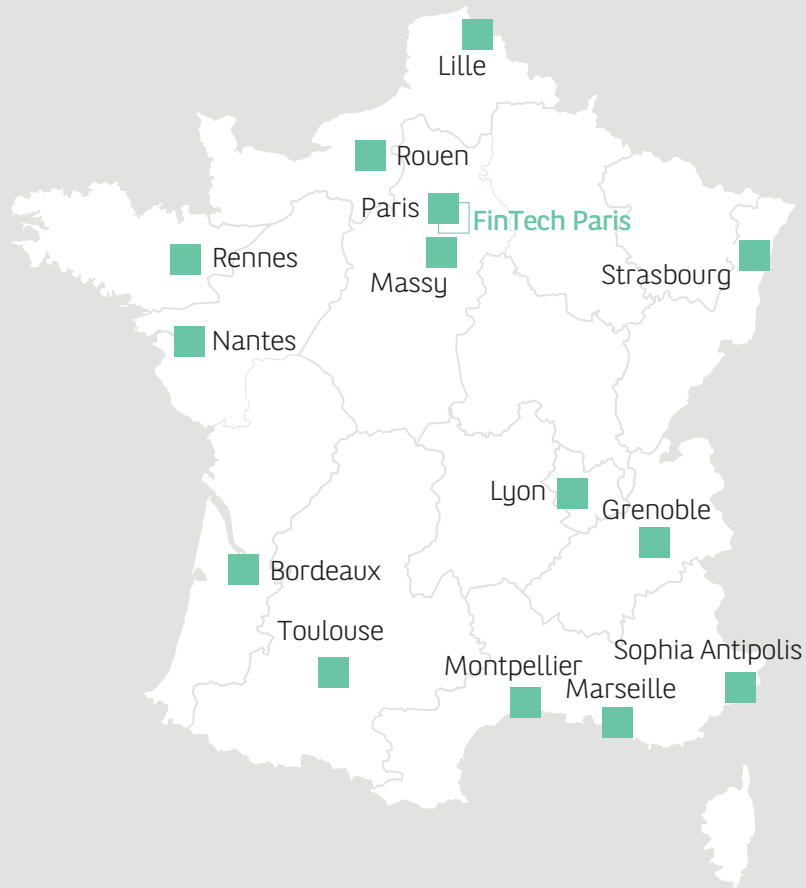 Lille
Rouen
Paris
FinTech Paris
Rennes
Massy
Strasbourg
Nantes
Lyon
Grenoble
Bordeaux
Toulouse
Sophia Antipolis
Montpellier
Marseille